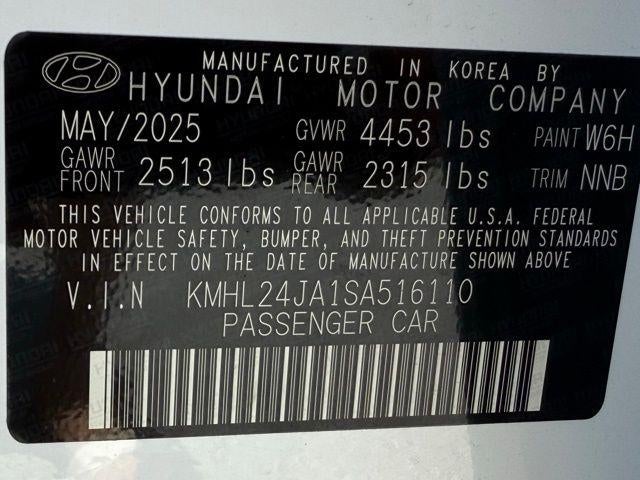 MANUFACTURED IN KOREA BY
HYUNDAI MOTOR COMPANY
MAY/2025 GVWR 4453 lbs PAINT W6H
GAWR FRONT 2513 lbs GAWR REAR 2315 lbs TRIM NNB
THIS VEHICLE CONFORMS TO ALL APPLICABLE U.S.A. FEDERAL
MOTOR VEHICLE SAFETY, BUMPER, AND THEFT PREVENTION STANDARDS
IN EFFECT ON THE DATE OF MANUFACTURE SHOWN ABOVE
V.I.N KMHL24JA1SA516110
PASSENGER CAR